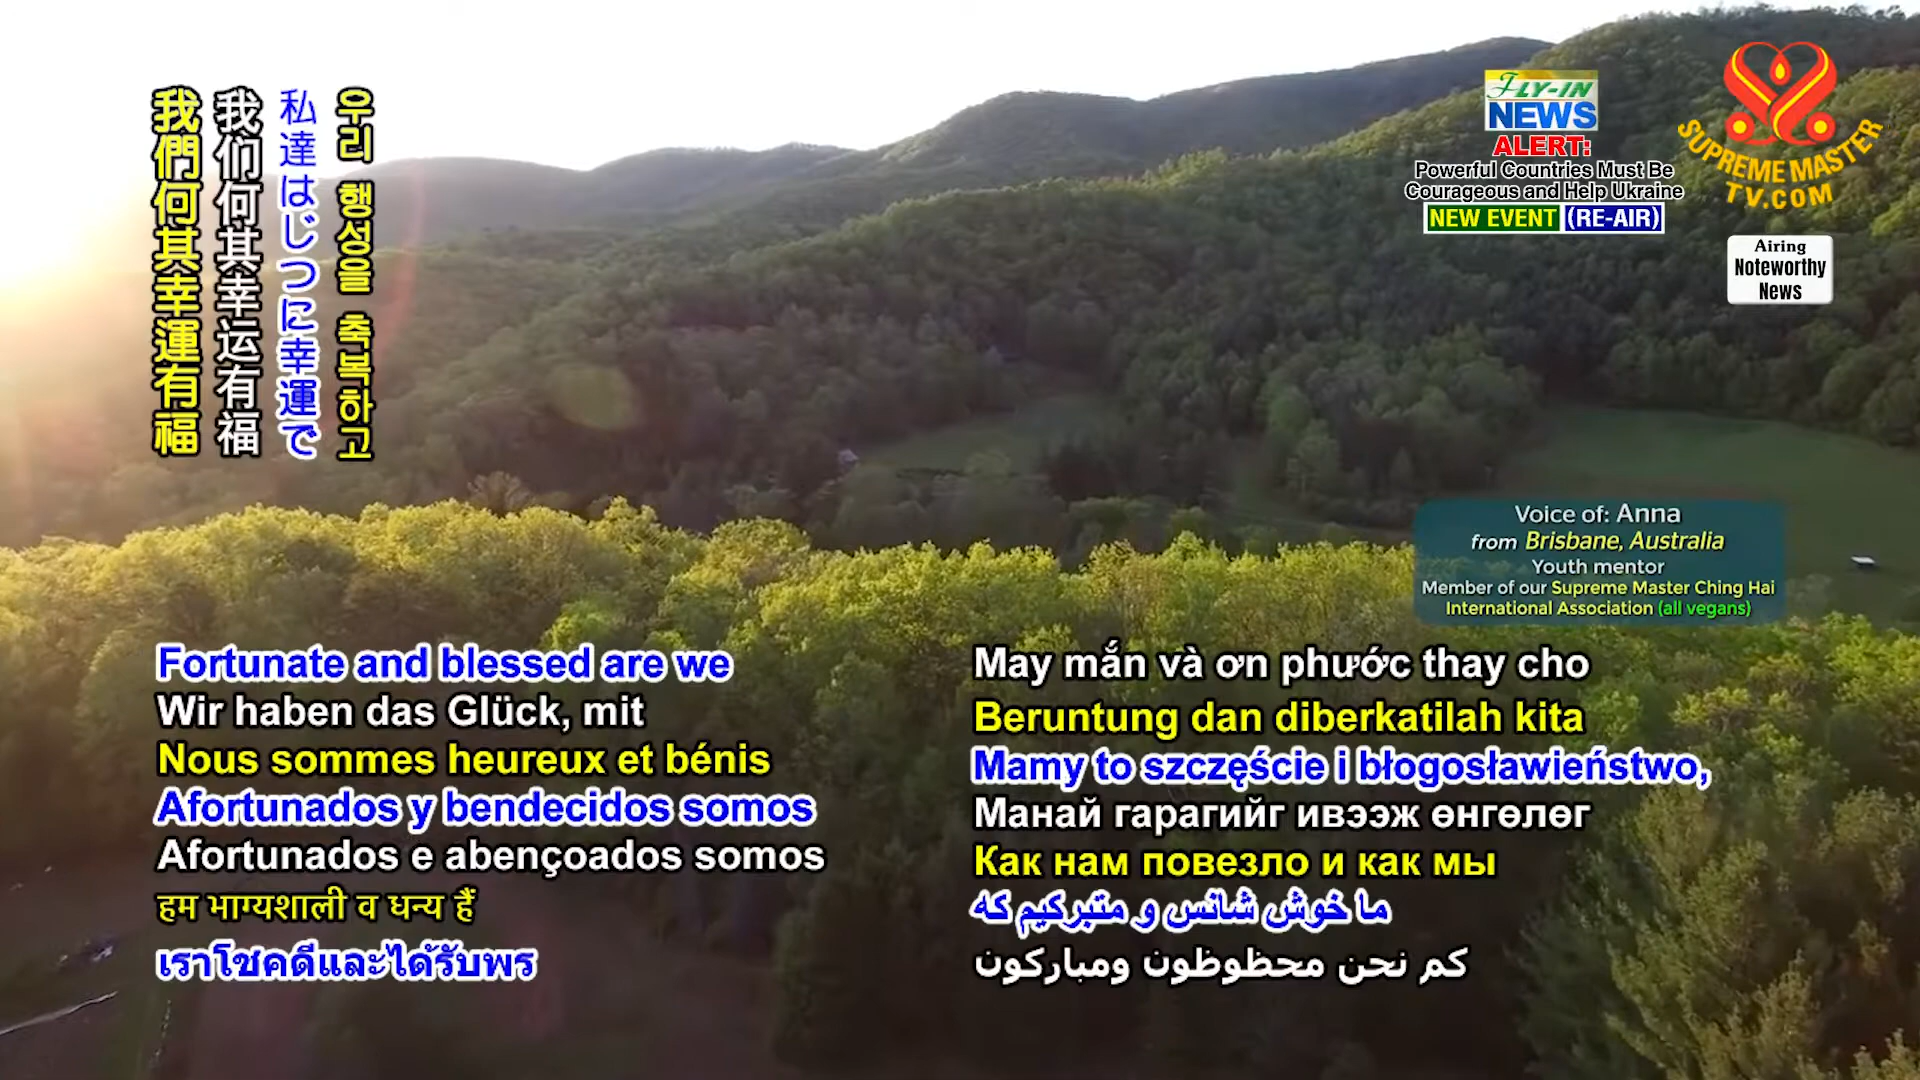 我們何其幸運有福
我们何其幸运有福
私達はじつに幸運で
우리 행성을 축복하고
FLY-IN
NEWS
ALERT:
Powerful Countries Must Be
Courageous and Help Ukraine
NEW EVENT (RE-AIR)
SUPREME MASTER
TV.COM
Airing
Noteworthy
News
Voice of: Anna
from Brisbane, Australia
Youth mentor
Member of our Supreme Master Ching Hai
International Association (all vegans)
Fortunate and blessed are we
Wir haben das Glück, mit
Nous sommes heureux et bénis
Afortunados y bendecidos somos
Afortunados e abençoados somos
हम भाग्यशाली व धन्य हैं
เราโชคดีและได้รับพร
May mắn và ơn phước thay cho
Beruntung dan diberkatilah kita
Mamy to szczęście i błogosławieństwo,
Манай гарагийг ивээж өнгөлөг
Как нам повезло и как мы
ما خوش شانس و متبرکیم که
كم نحن محظوظون ومباركون